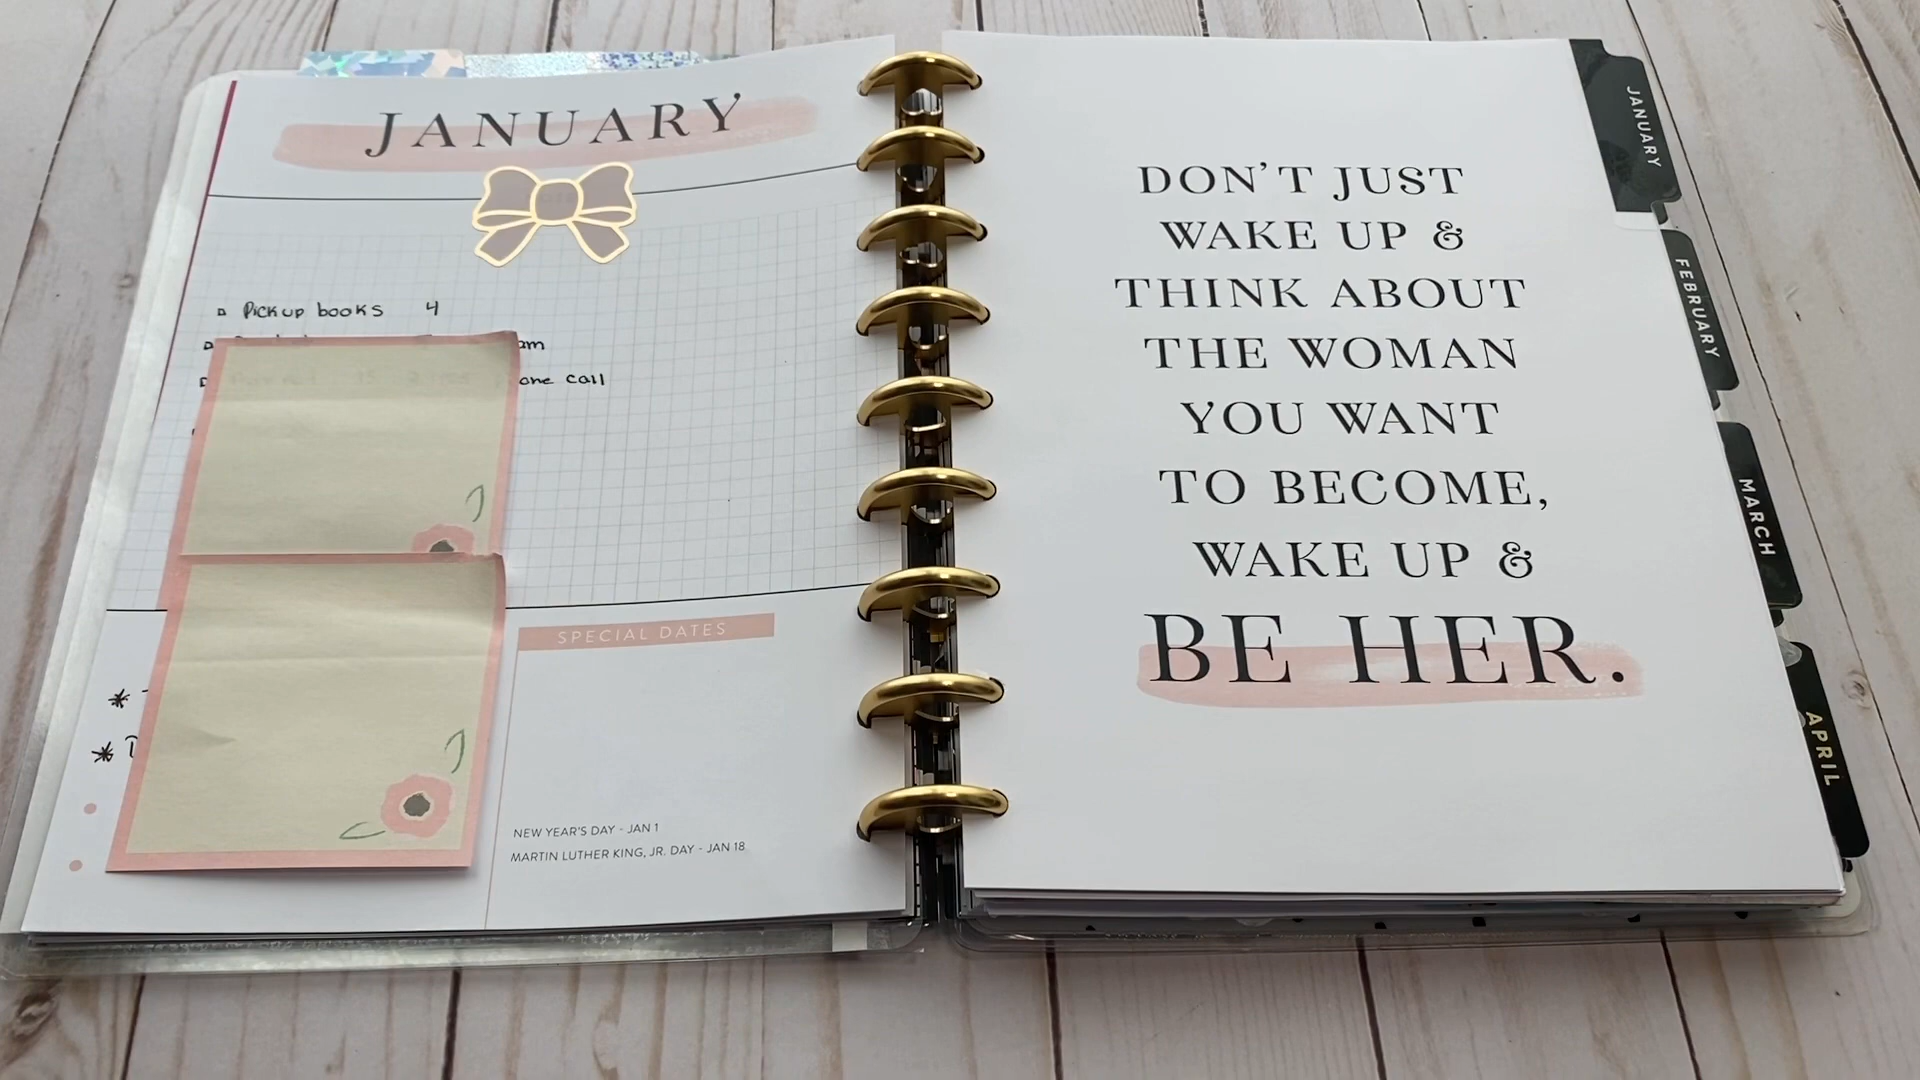 JANUARY
Pickup books 4
am
one call
SPECIAL DATES
NEW YEAR'S DAY - JAN 1
MARTIN LUTHER KING, JR. DAY - JAN 18
DON'T JUST
WAKE UP &
THINK ABOUT
THE WOMAN
YOU WANT
TO BECOME,
WAKE UP &
BE HER.
JANUARY
FEBRUARY
MARCH
APRIL